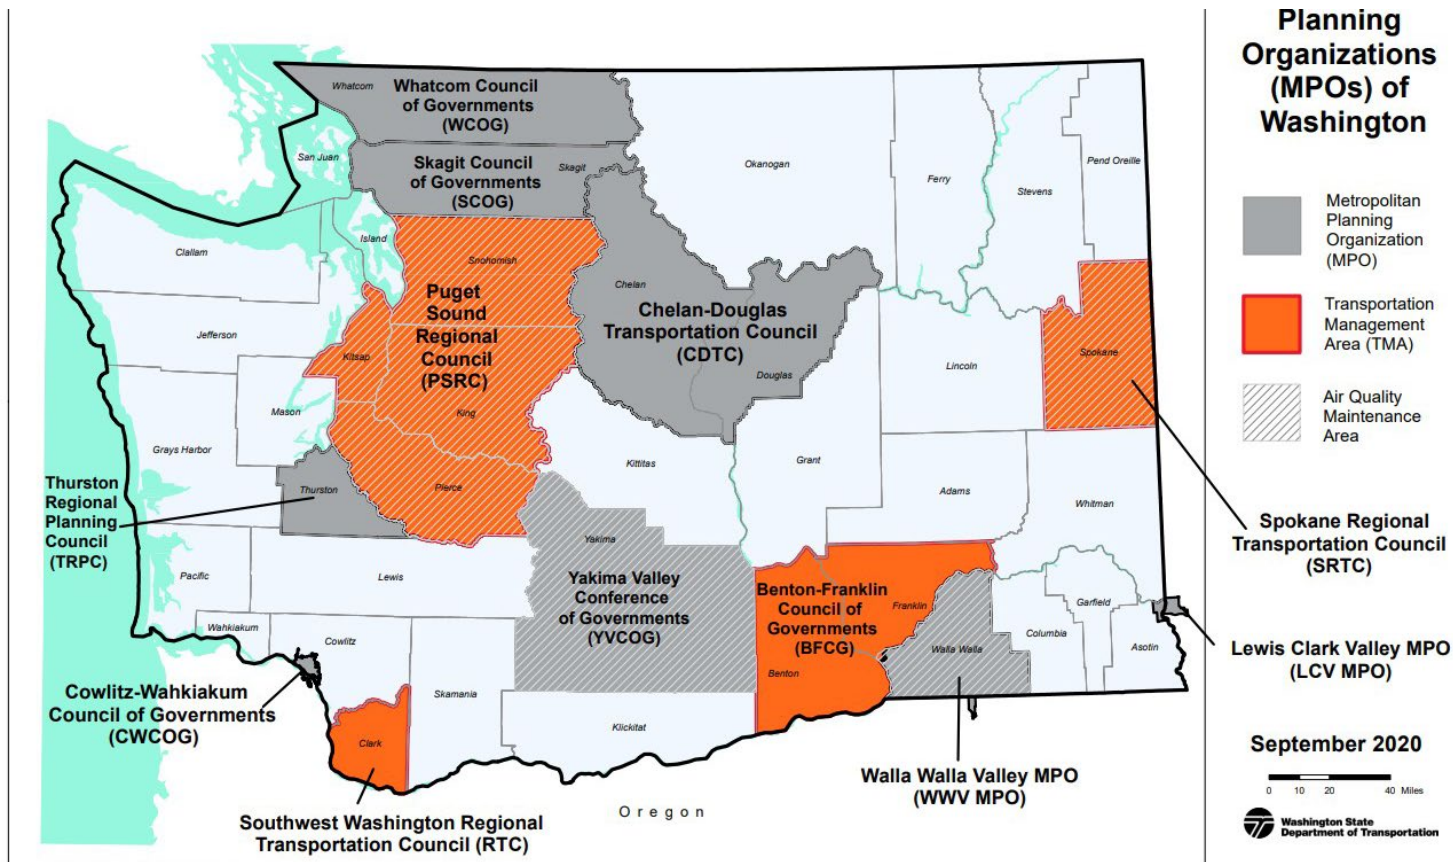 Planning
Organizations
(MPOs) of
Washington
Metropolitan
Planning
Organization
(MPO)
Transportation
Management
Area (TMA)
Air Quality
Maintenance
Area
Whatcom
Whatcom Council
of Governments
(WCOG)
San Juan
Skagit Council
of Governments
(SCOG)
Skagit
Okanogan
Ferry
Stevens
Pend Oreille
Clallam
Island
Snohomish
Chelan
Puget
Sound
Regional
Council
(PSRC)
Chelan-Douglas
Transportation Council
(CDTC)
Jefferson
Kitsap
Douglas
Lincoln
Spokane
Mason
King
Grays Harbor
Kittitas
Grant
Thurston
Regional
Planning
Council
(TRPC)
Thurston
Pierce
Adams
Whitman
Spokane Regional
Transportation Council
(SRTC)
Yakima
Pacific
Lewis
Yakima Valley
Conference
of Governments
(YVCOG)
Benton-Franklin
Council of
Governments
(BFCG)
Franklin
Garfield
Wahkiakum
Cowlitz
Columbia
Walla Walla
Asotin
Lewis Clark Valley MPO
(LCV MPO)
Benton
Skamania
Cowlitz-Wahkiakum
Council of Governments
(CWCOG)
Klickitat
Clark
September 2020
Walla Walla Valley MPO
(WWV MPO)
0 10 20 40 Miles
Oregon
Southwest Washington Regional
Transportation Council (RTC)
Washington State
Department of Transportation